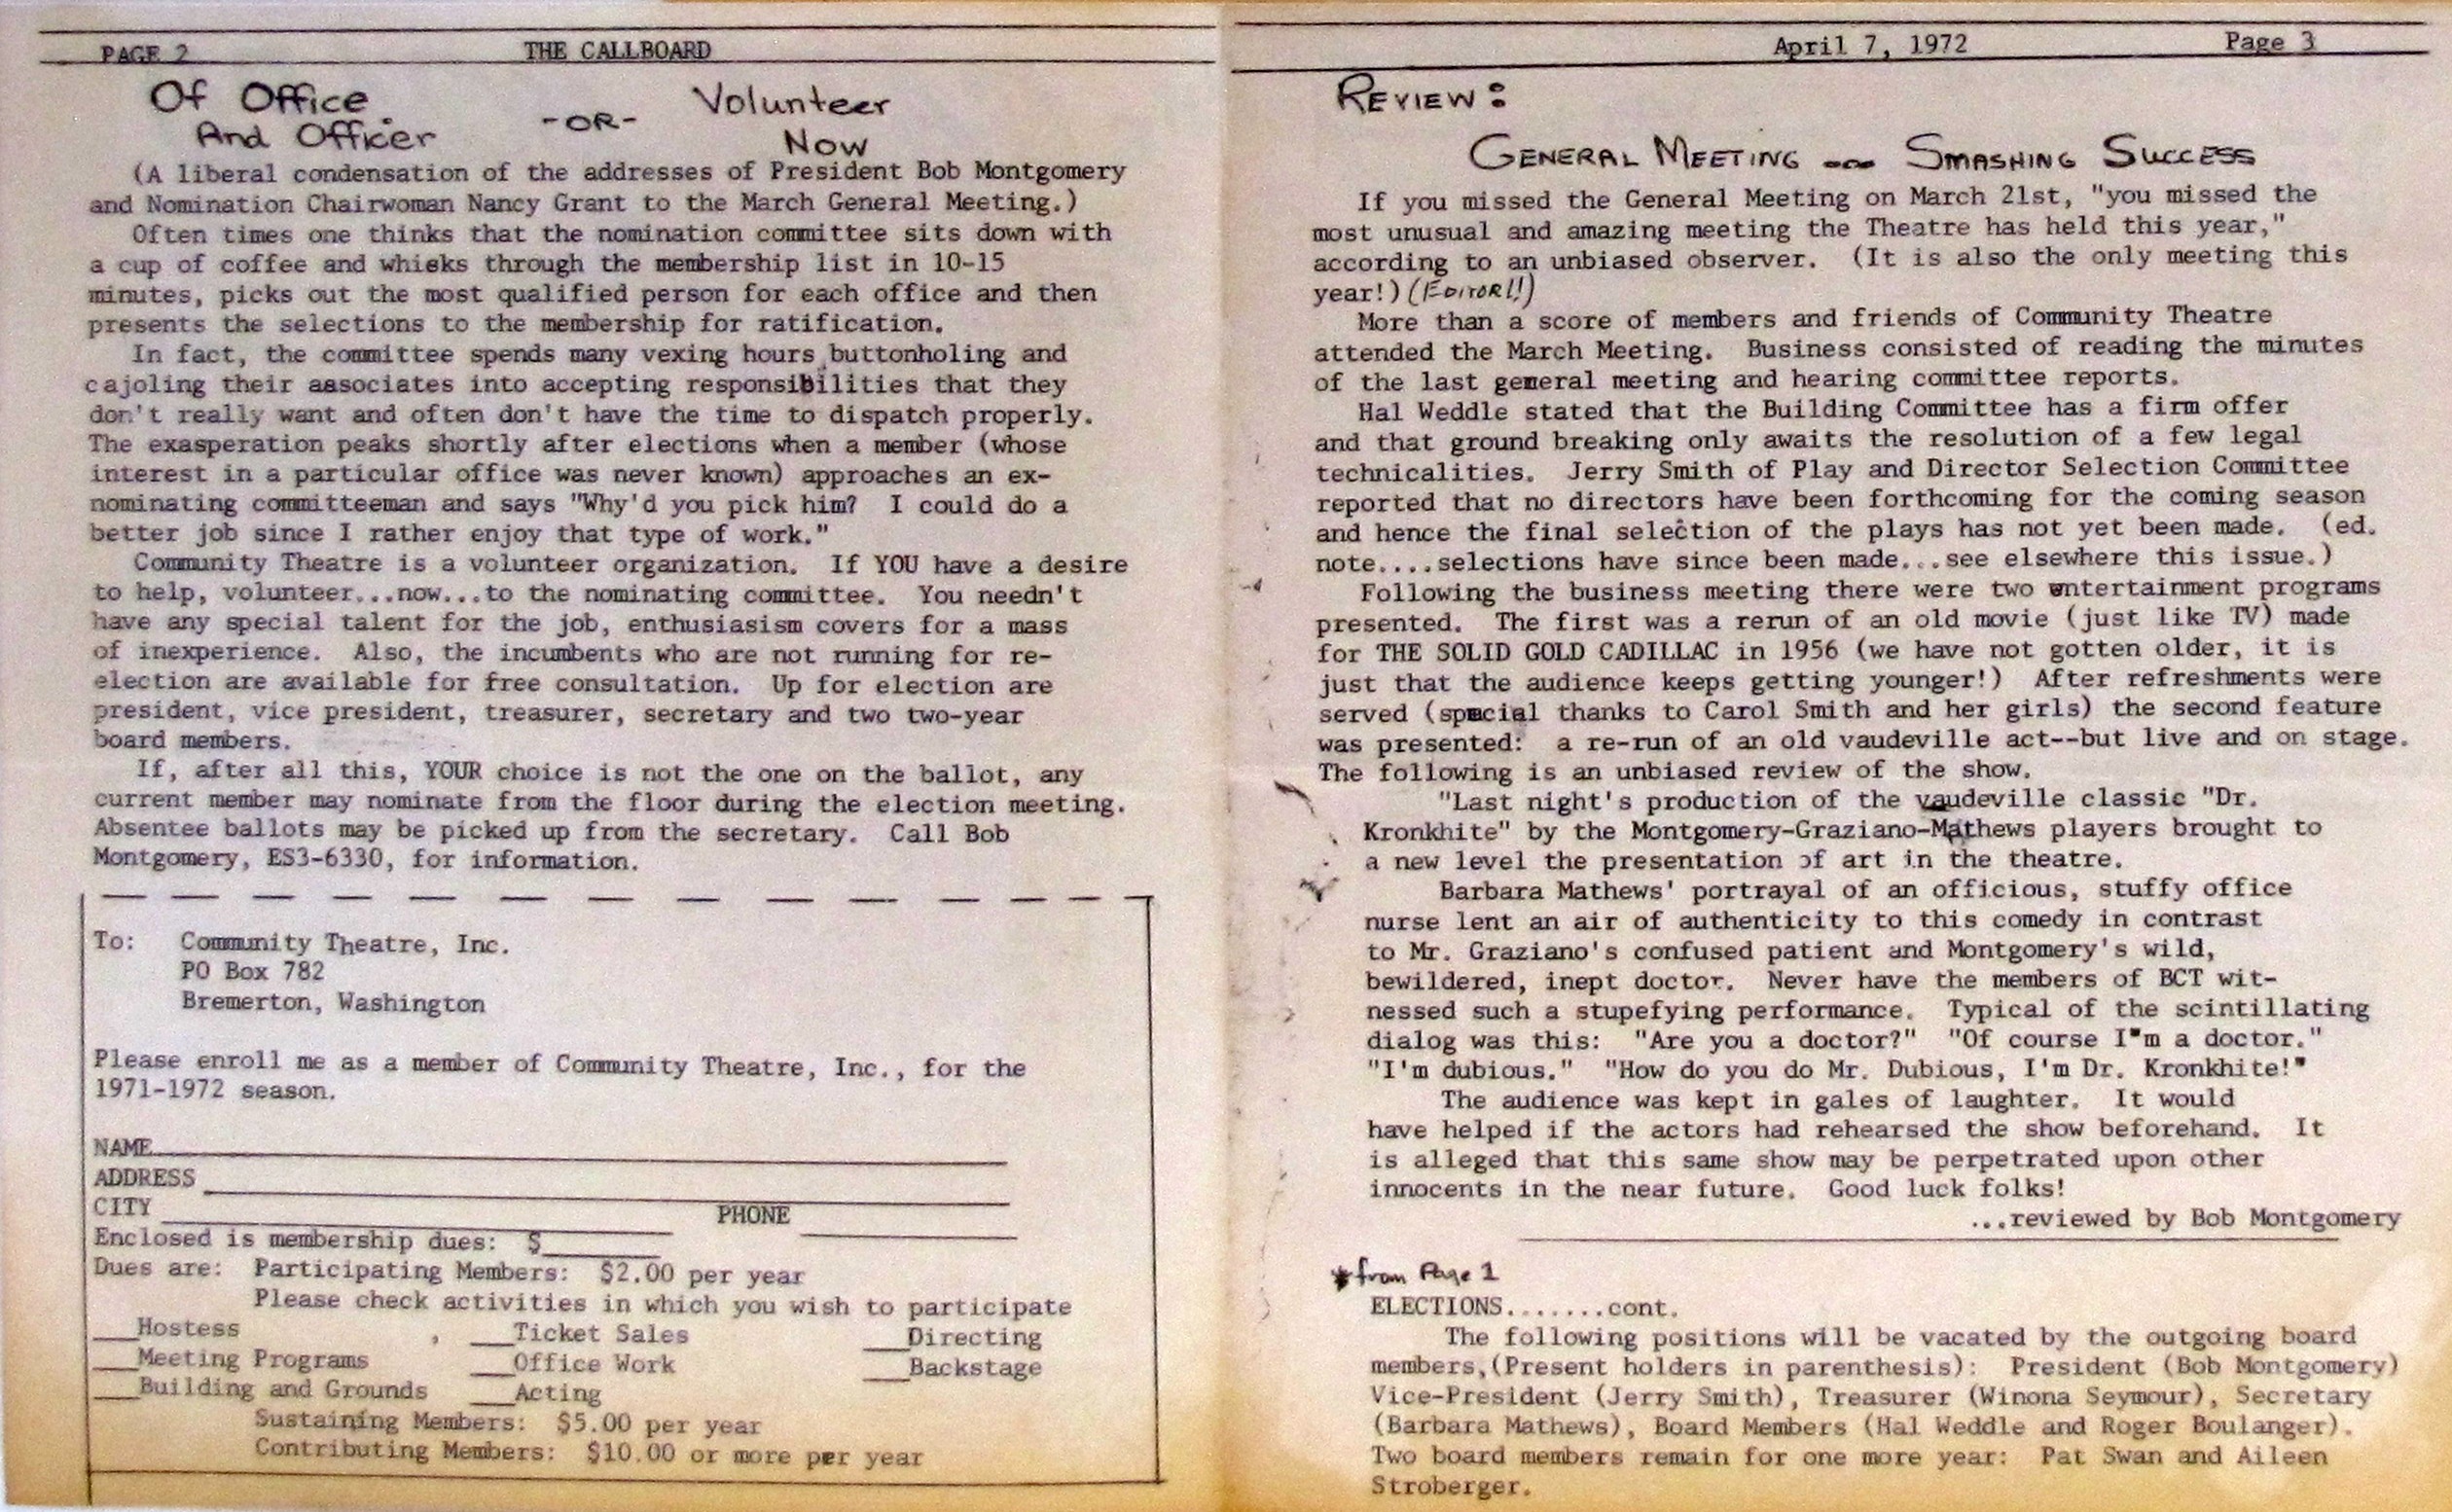 PAGE 2 THE CALLBOARD
Of Office And Officer -OR- Volunteer Now
(A liberal condensation of the addresses of President Bob Montgomery
and Nomination Chairwoman Nancy Grant to the March General Meeting.)
Often times one thinks that the nomination committee sits down with
a cup of coffee and whisks through the membership list in 10-15
minutes, picks out the most qualified person for each office and then
presents the selections to the membership for ratification.
In fact, the committee spends many vexing hours buttonholing and
cajoling their associates into accepting responsibilities that they
don't really want and often don't have the time to dispatch properly.
The exasperation peaks shortly after elections when a member (whose
interest in a particular office was never known) approaches an ex-
nominating committeeman and says "Why'd you pick him? I could do a
better job since I rather enjoy that type of work."
Community Theatre is a volunteer organization. If YOU have a desire
to help, volunteer...now...to the nominating committee. You needn't
have any special talent for the job, enthusiasm covers for a mass
of inexperience. Also, the incumbents who are not running for re-
election are available for free consultation. Up for election are
president, vice president, treasurer, secretary and two two-year
board members.
If, after all this, YOUR choice is not the one on the ballot, any
current member may nominate from the floor during the election meeting.
Absentee ballots may be picked up from the secretary. Call Bob
Montgomery, ES3-6330, for information.
To: Community Theatre, Inc.
PO Box 782
Bremerton, Washington
Please enroll me as a member of Community Theatre, Inc., for the
1971-1972 season.
NAME
ADDRESS
CITY PHONE
Enclosed is membership dues: $
Dues are: Participating Members: $2.00 per year
Please check activities in which you wish to participate
___Hostess ___Ticket Sales ___Directing
___Meeting Programs ___Office Work ___Backstage
___Building and Grounds ___Acting
Sustaining Members: $5.00 per year
Contributing Members: $10.00 or more per year
April 7, 1972 Page 3
REVIEW:
GENERAL MEETING -- SMASHING SUCCESS
If you missed the General Meeting on March 21st, "you missed the
most unusual and amazing meeting the Theatre has held this year,"
according to an unbiased observer. (It is also the only meeting this
year!) (EDITOR!!)
More than a score of members and friends of Community Theatre
attended the March Meeting. Business consisted of reading the minutes
of the last general meeting and hearing committee reports.
Hal Weddle stated that the Building Committee has a firm offer
and that ground breaking only awaits the resolution of a few legal
technicalities. Jerry Smith of Play and Director Selection Committee
reported that no directors have been forthcoming for the coming season
and hence the final selection of the plays has not yet been made. (ed.
note....selections have since been made...see elsewhere this issue.)
Following the business meeting there were two entertainment programs
presented. The first was a rerun of an old movie (just like TV) made
for THE SOLID GOLD CADILLAC in 1956 (we have not gotten older, it is
just that the audience keeps getting younger!) After refreshments were
served (special thanks to Carol Smith and her girls) the second feature
was presented: a re-run of an old vaudeville act--but live and on stage.
The following is an unbiased review of the show.
"Last night's production of the vaudeville classic "Dr.
Kronkhite" by the Montgomery-Graziano-Mathews players brought to
a new level the presentation of art in the theatre.
Barbara Mathews' portrayal of an officious, stuffy office
nurse lent an air of authenticity to this comedy in contrast
to Mr. Graziano's confused patient and Montgomery's wild,
bewildered, inept doctor. Never have the members of BCT wit-
nessed such a stupefying performance. Typical of the scintillating
dialog was this: "Are you a doctor?" "Of course I"m a doctor."
"I'm dubious." "How do you do Mr. Dubious, I'm Dr. Kronkhite!"
The audience was kept in gales of laughter. It would
have helped if the actors had rehearsed the show beforehand. It
is alleged that this same show may be perpetrated upon other
innocents in the near future. Good luck folks!
...reviewed by Bob Montgomery
*from Page 1
ELECTIONS.......cont.
The following positions will be vacated by the outgoing board
members,(Present holders in parenthesis): President (Bob Montgomery)
Vice-President (Jerry Smith), Treasurer (Winona Seymour), Secretary
(Barbara Mathews), Board Members (Hal Weddle and Roger Boulanger).
Two board members remain for one more year: Pat Swan and Aileen
Stroberger.